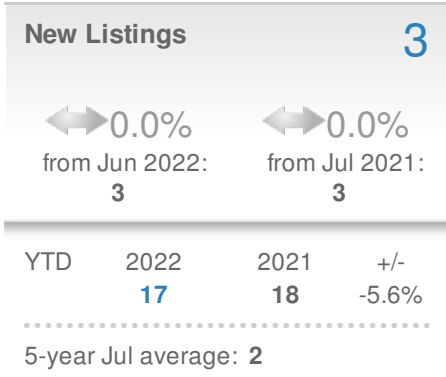 New Listings 3
0.0% 0.0%
from Jun 2022: from Jul 2021:
3 3
YTD 2022 2021 +/-
17 18 -5.6%
5-year Jul average: 2